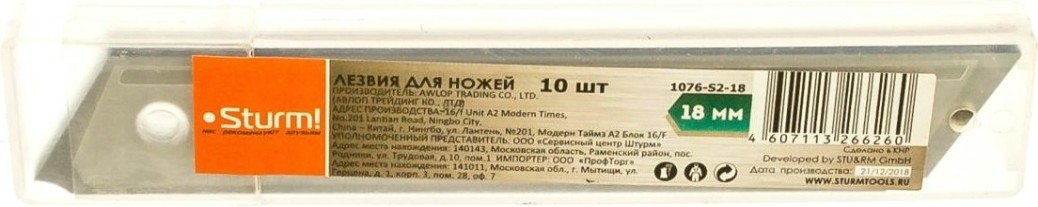 Sturm!
нас рекомендуют друзьям!
ЛЕЗВИЯ ДЛЯ НОЖЕЙ 10 шт
ПРОИЗВОДИТЕЛЬ: AWLOP TRADING CO., LTD.
(АВЛОП ТРЕЙДИНГ КО., ЛТД)
АДРЕС ПРОИЗВОДСТВА:-16/F Unit A2 Modern Times,
No.201 Lantian Road, Ningbo City,
China – Китай, г. Нингбо, ул. Лантень, №201, Модерн Таймз А2 Блок 16/F
УПОЛНОМОЧЕННЫЙ ПРЕДСТАВИТЕЛЬ: ООО «Сервисный центр Штурм»
Адрес места нахождения: 140143, Московская область, Раменский район, пос.
Родники, ул. Трудовая, д.10, пом.1 ИМПОРТЕР: ООО «ПрофТорг»
Адрес места нахождения: 141011, Московская обл., г. Мытищи, ул.
Герцена, д. 1, корп. 3, пом. 28, оф. 7
1076-S2-18
18 мм
4607113266260
Сделано в КНР
Developed by STU&RM GmbH
Дата производства: 21/12/2018
WWW.STURMTOOLS.RU